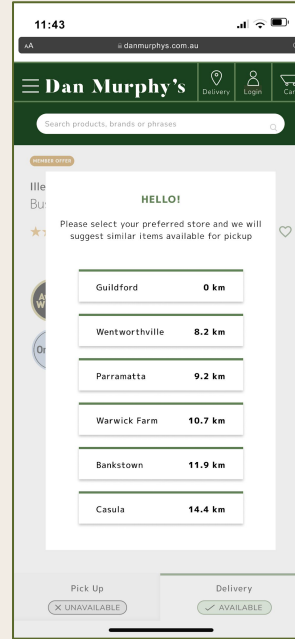 11:43
AA
danmurphys.com.au
Dan Murphy's
Delivery
Login
Car
Search products, brands or phrases
MEMBER OFFER
Ille
Bu
HELLO!
Please select your preferred store and we will
suggest similar items available for pickup
Guildford 0 km
Wentworthville 8.2 km
Parramatta 9.2 km
Warwick Farm 10.7 km
Bankstown 11.9 km
Casula 14.4 km
Pick Up
Delivery
UNAVAILABLE
AVAILABLE